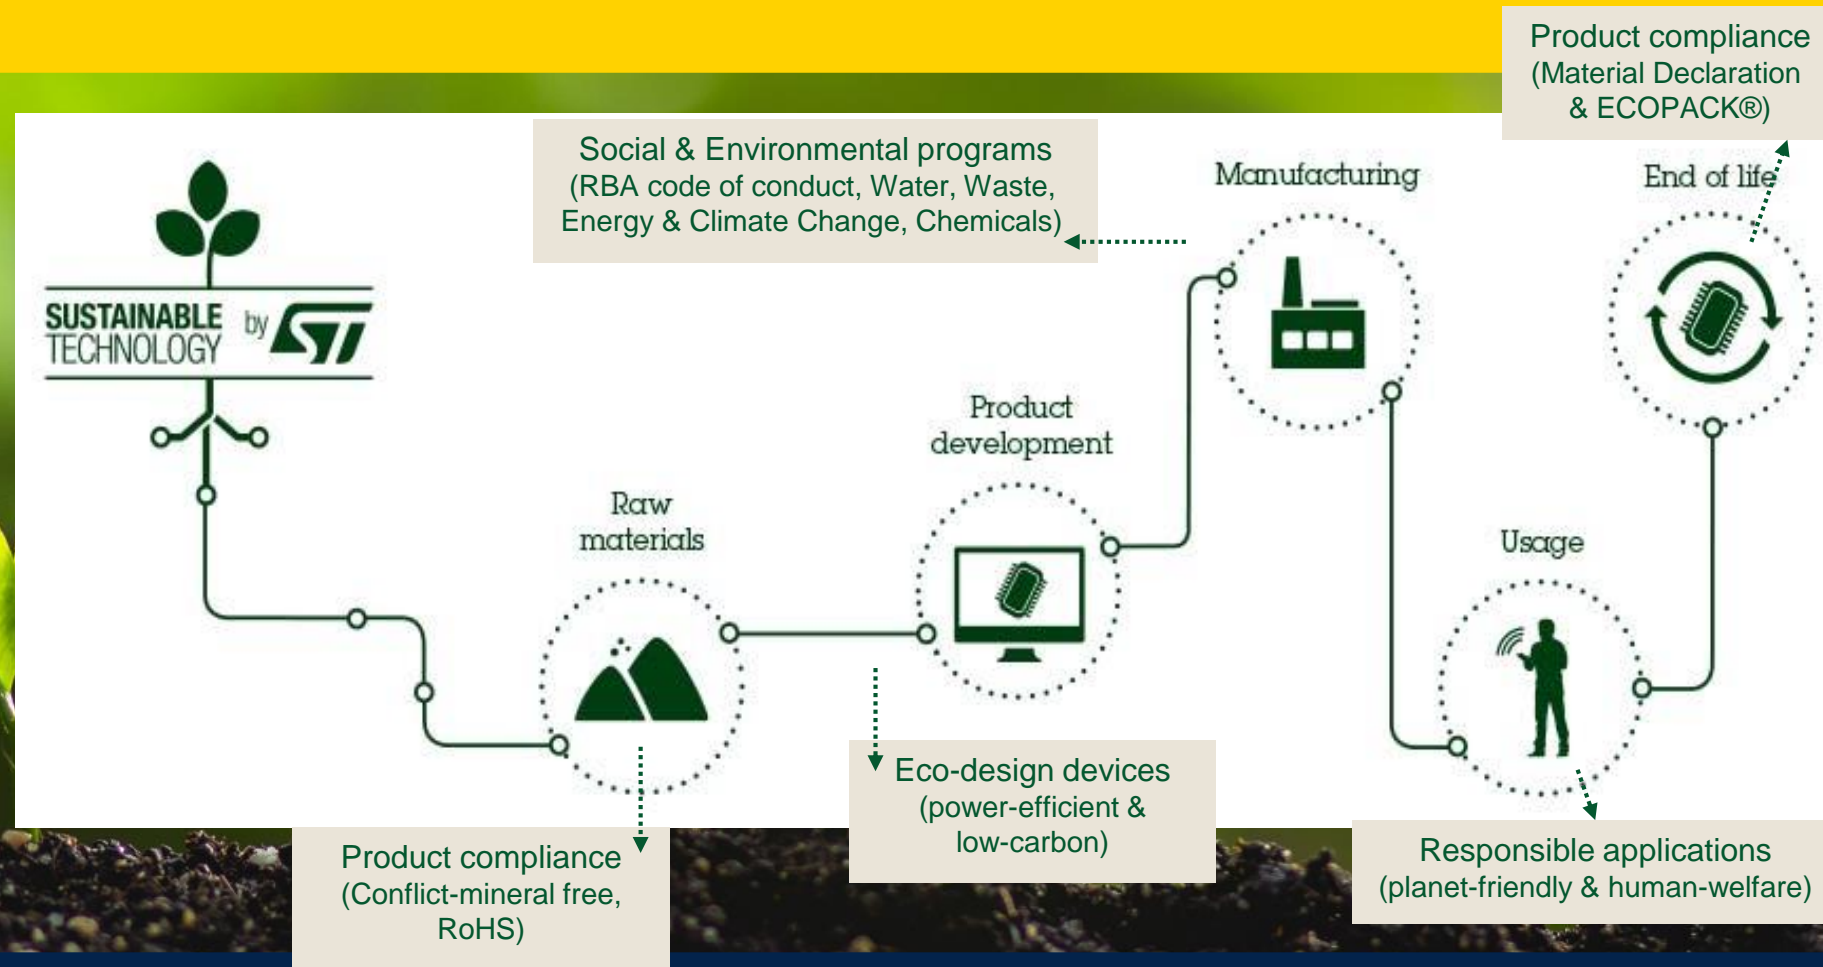 Product compliance
(Material Declaration
& ECOPACK®)
Social & Environmental programs
(RBA code of conduct, Water, Waste,
Energy & Climate Change, Chemicals)
Manufacturing
End of life
SUSTAINABLE
TECHNOLOGY
by ST
Product
development
Raw
materials
Usage
Eco-design devices
(power-efficient &
low-carbon)
Product compliance
(Conflict-mineral free,
RoHS)
Responsible applications
(planet-friendly & human-welfare)